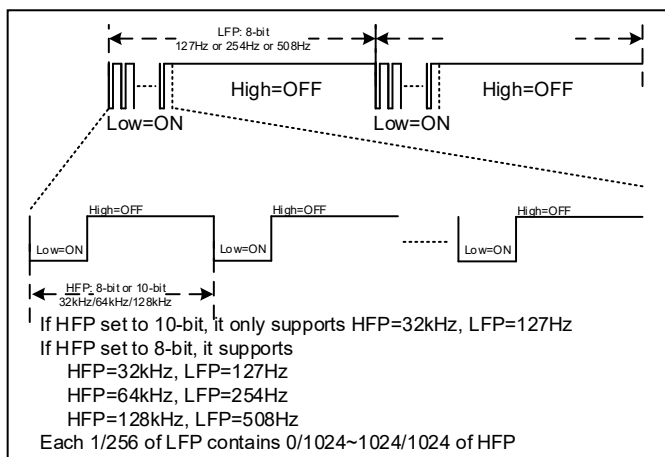 LFP: 8-bit
127Hz or 254Hz or 508Hz
High=OFF
High=OFF
Low=ON
Low=ON
High=OFF
High=OFF
High=OFF
Low=ON
Low=ON
Low=ON
HFP: 8-bit or 10-bit
32kHz/64kHz/128kHz
If HFP set to 10-bit, it only supports HFP=32kHz, LFP=127Hz
If HFP set to 8-bit, it supports
HFP=32kHz, LFP=127Hz
HFP=64kHz, LFP=254Hz
HFP=128kHz, LFP=508Hz
Each 1/256 of LFP contains 0/1024~1024/1024 of HFP